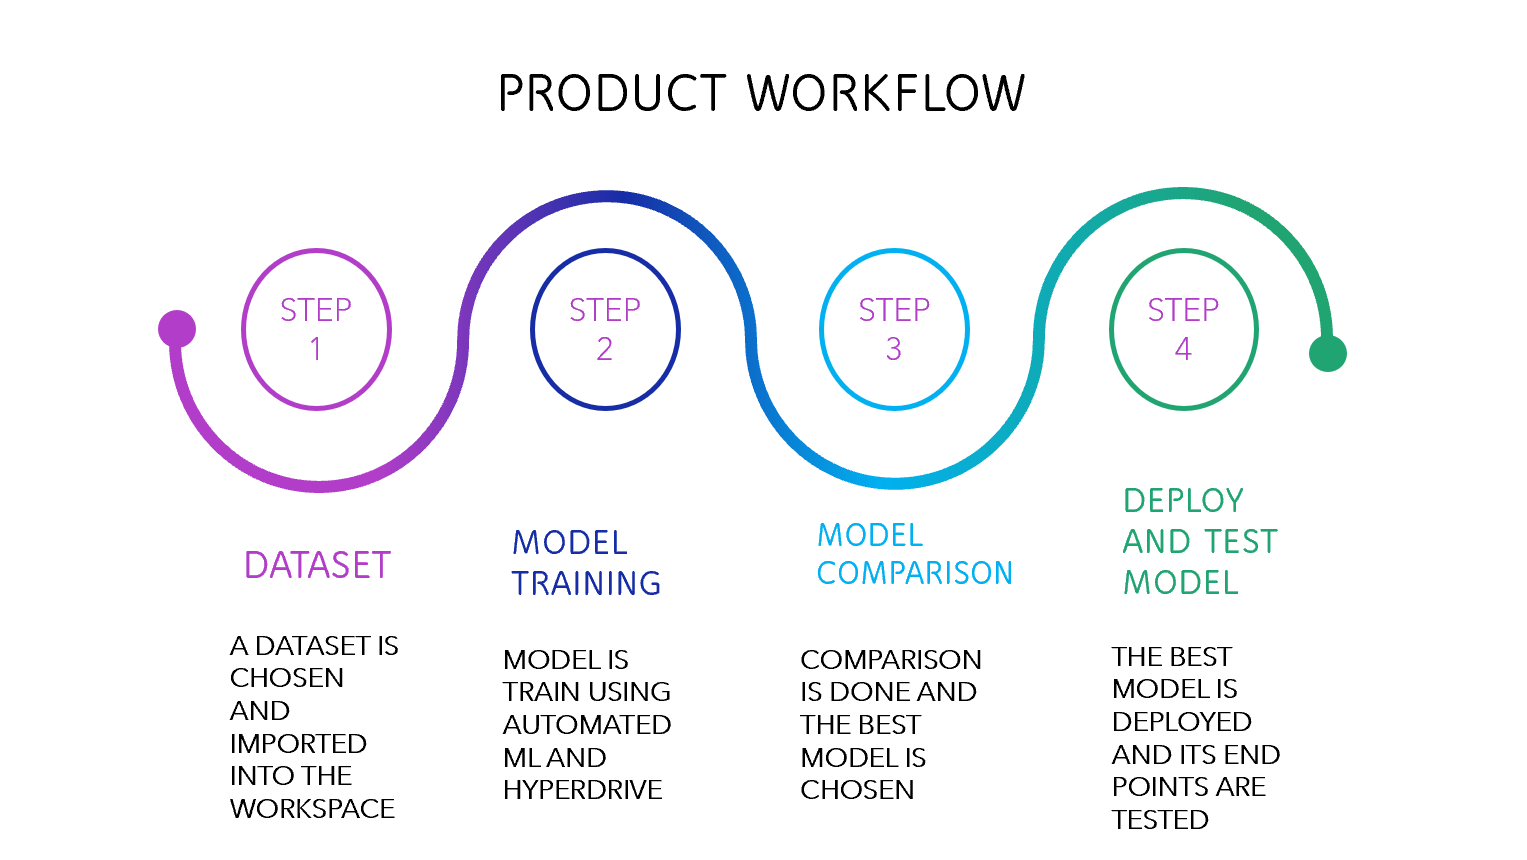 PRODUCT WORKFLOW
STEP
1
STEP
2
STEP
3
STEP
4
DATASET
A DATASET IS
CHOSEN
AND
IMPORTED
INTO THE
WORKSPACE
MODEL
TRAINING
MODEL IS
TRAIN USING
AUTOMATED
ML AND
HYPERDRIVE
MODEL
COMPARISON
COMPARISON
IS DONE AND
THE BEST
MODEL IS
CHOSEN
DEPLOY
AND TEST
MODEL
THE BEST
MODEL IS
DEPLOYED
AND ITS END
POINTS ARE
TESTED